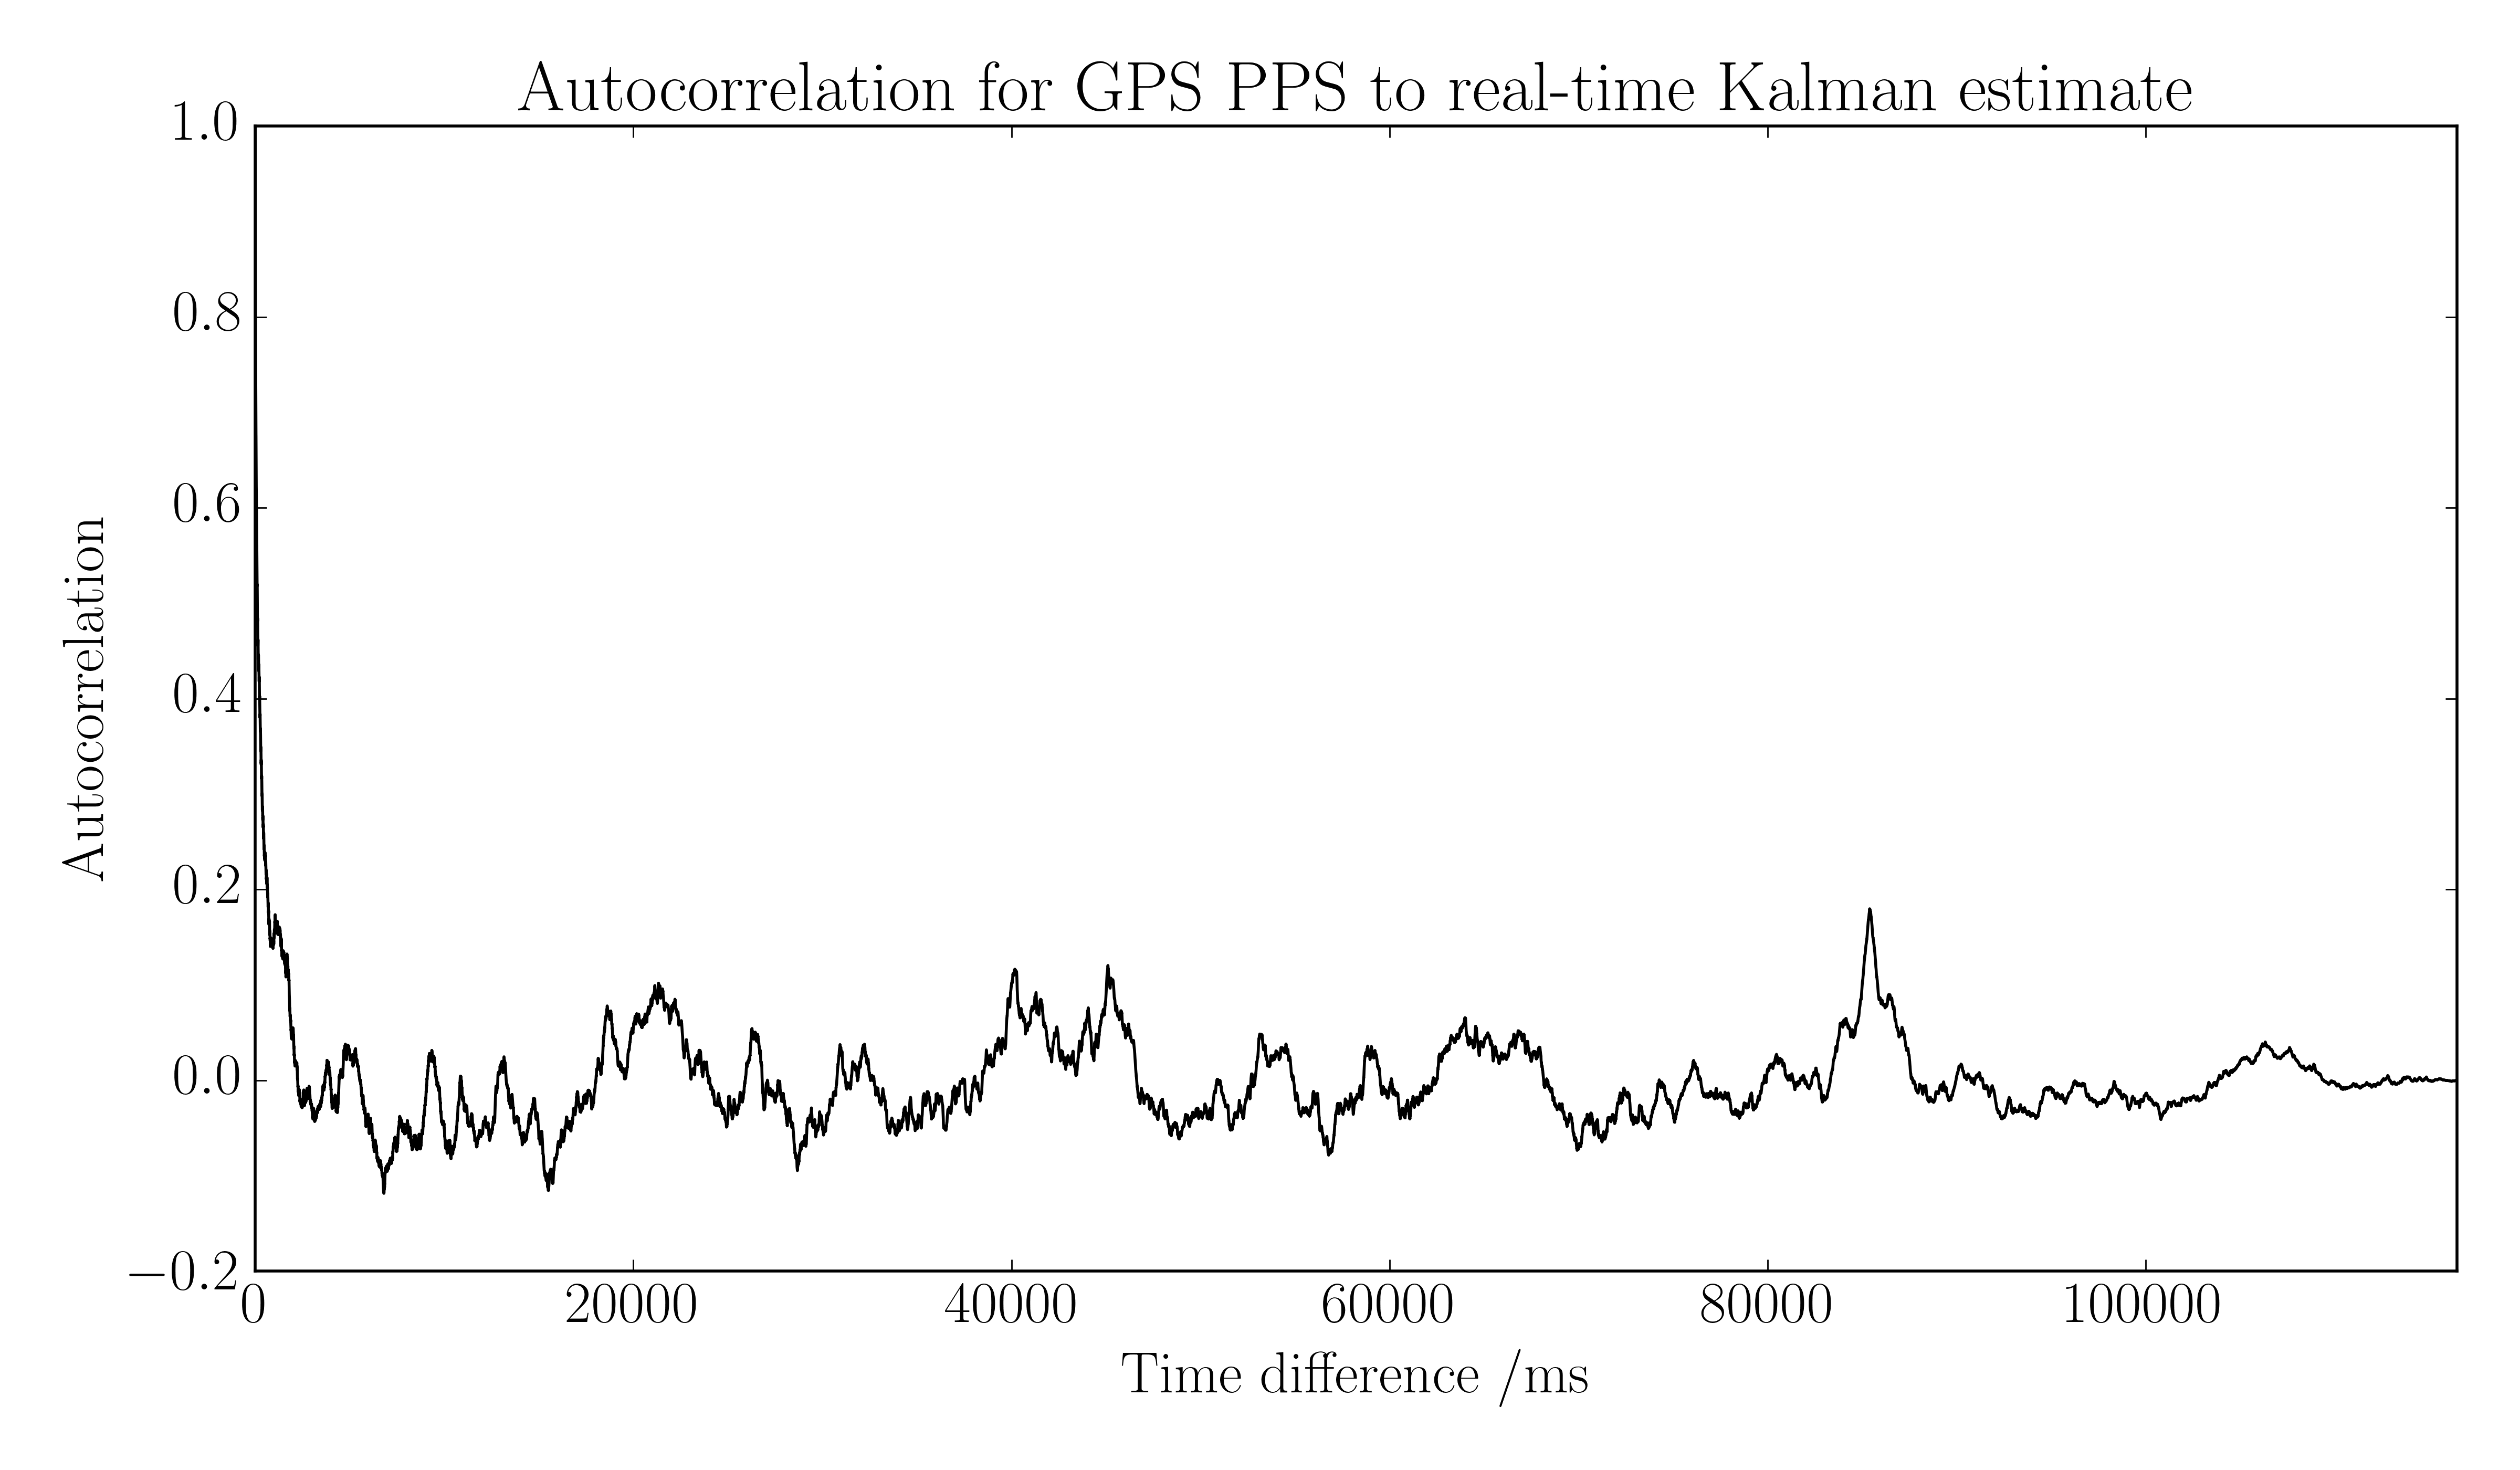 Autocorrelation for GPS PPS to real-time Kalman estimate
1.0
0.8
0.6
0.4
0.2
0.0
−0.2
Autocorrelation
0 20000 40000 60000 80000 100000
Time difference /ms